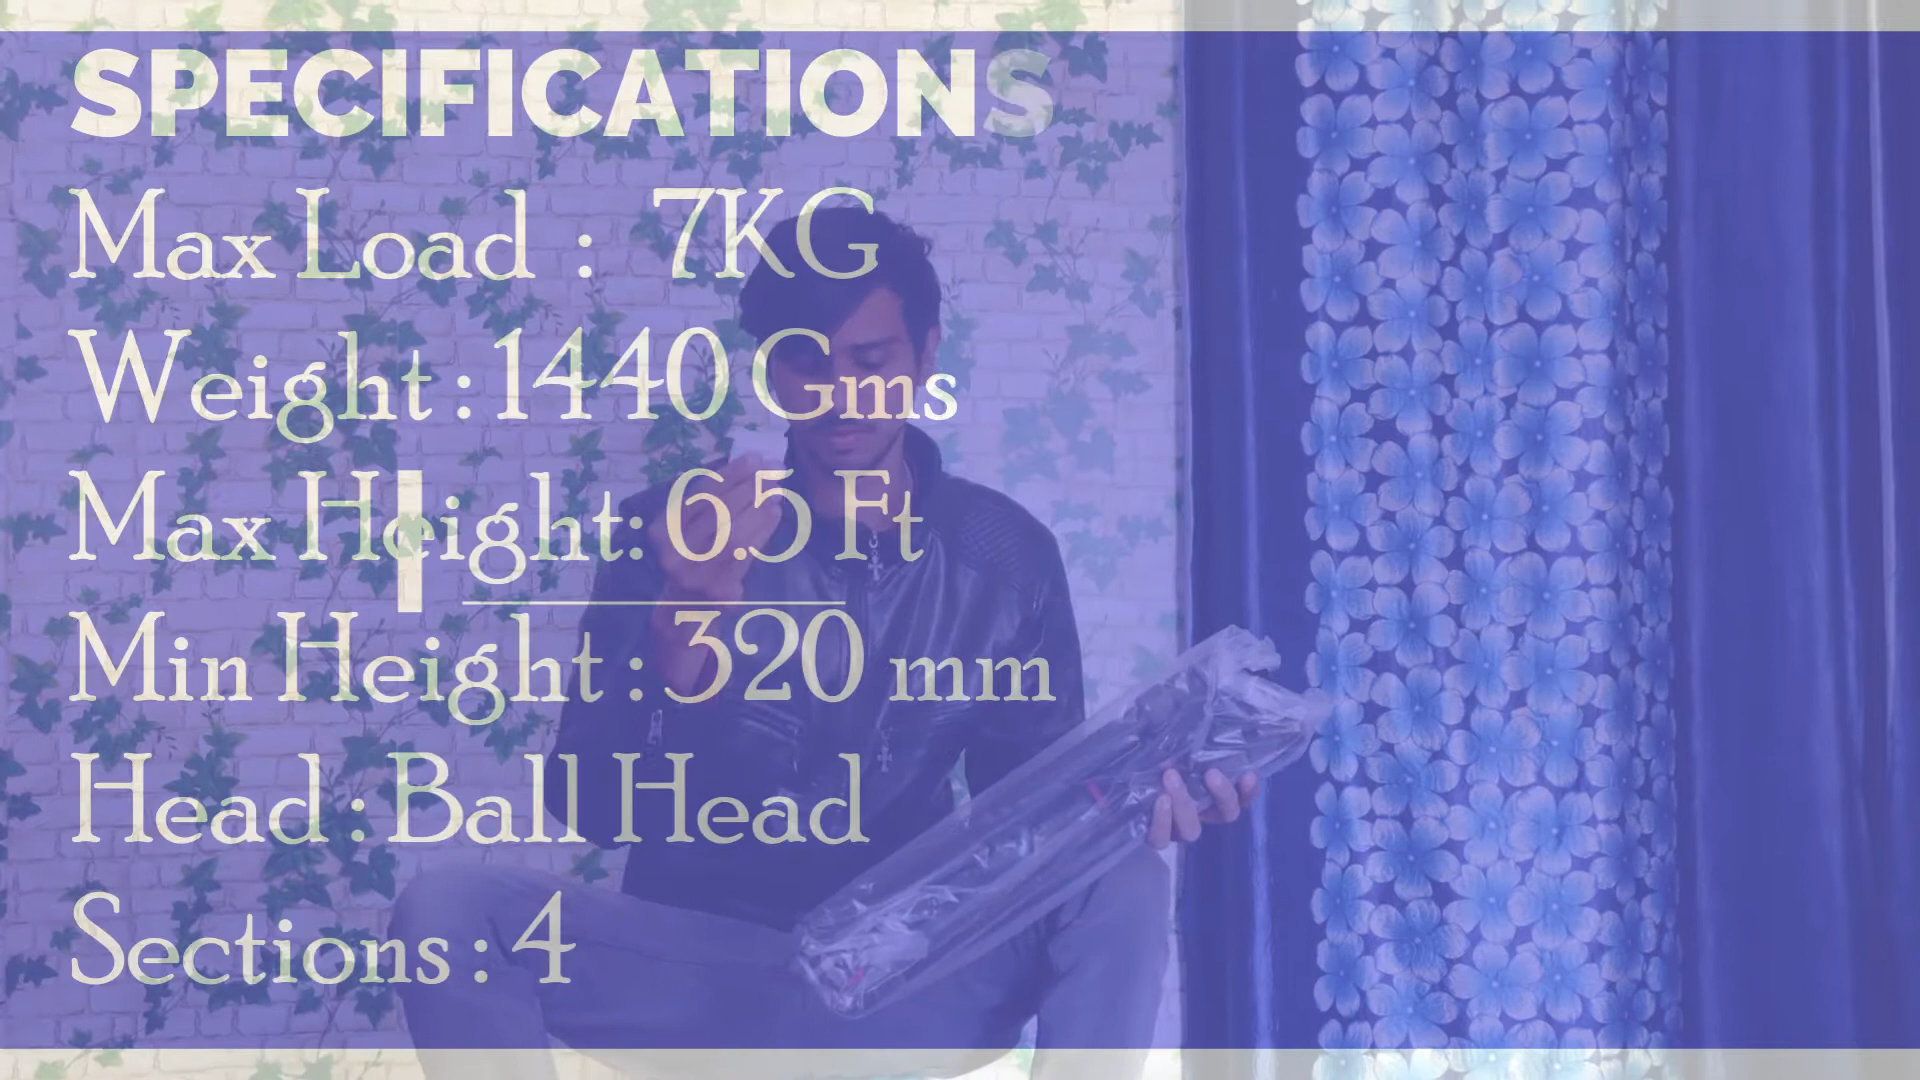 SPECIFICATIONS
Max Load : 7KG
Weight : 1440 Gms
Max Height: 6.5 Ft
Min Height : 320 mm
Head : Ball Head
Sections : 4